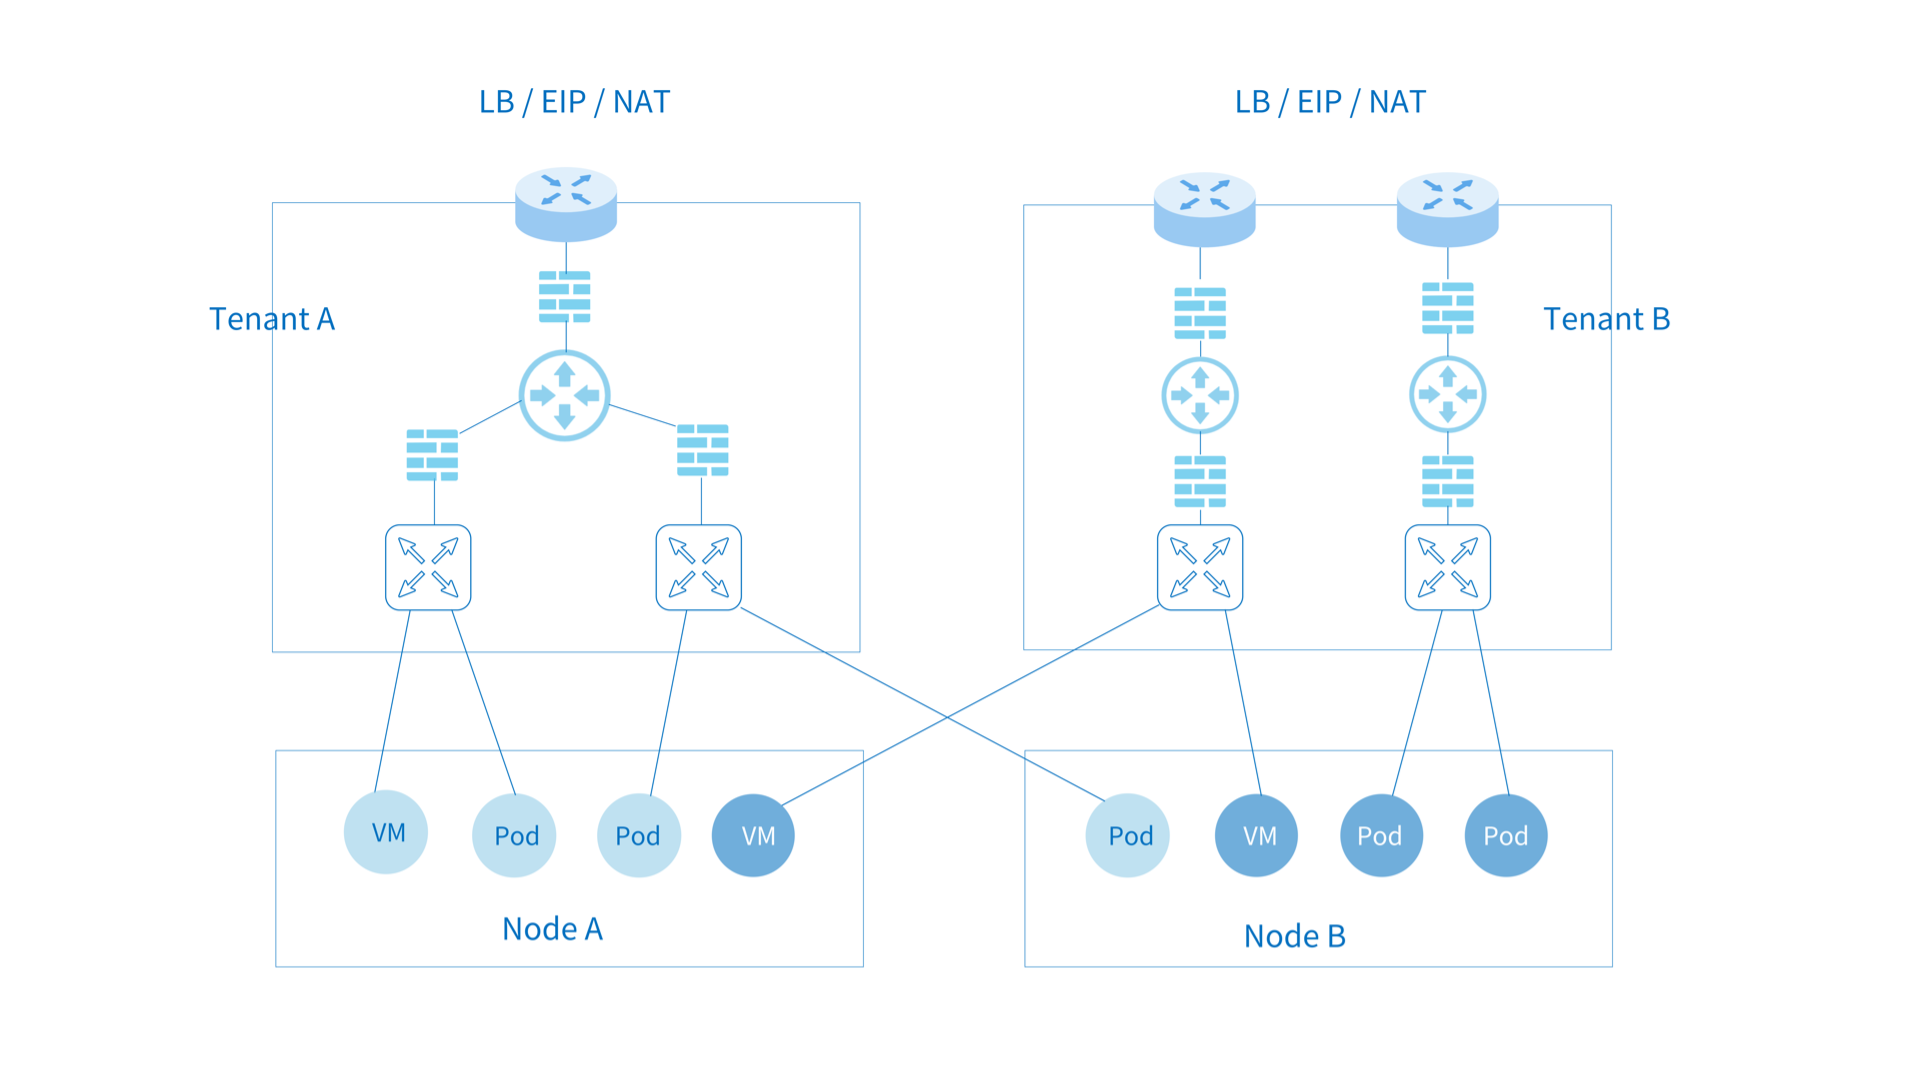 LB / EIP / NAT
LB / EIP / NAT
Tenant A
Tenant B
VM
Pod
Pod
VM
Pod
VM
Pod
Pod
Node A
Node B